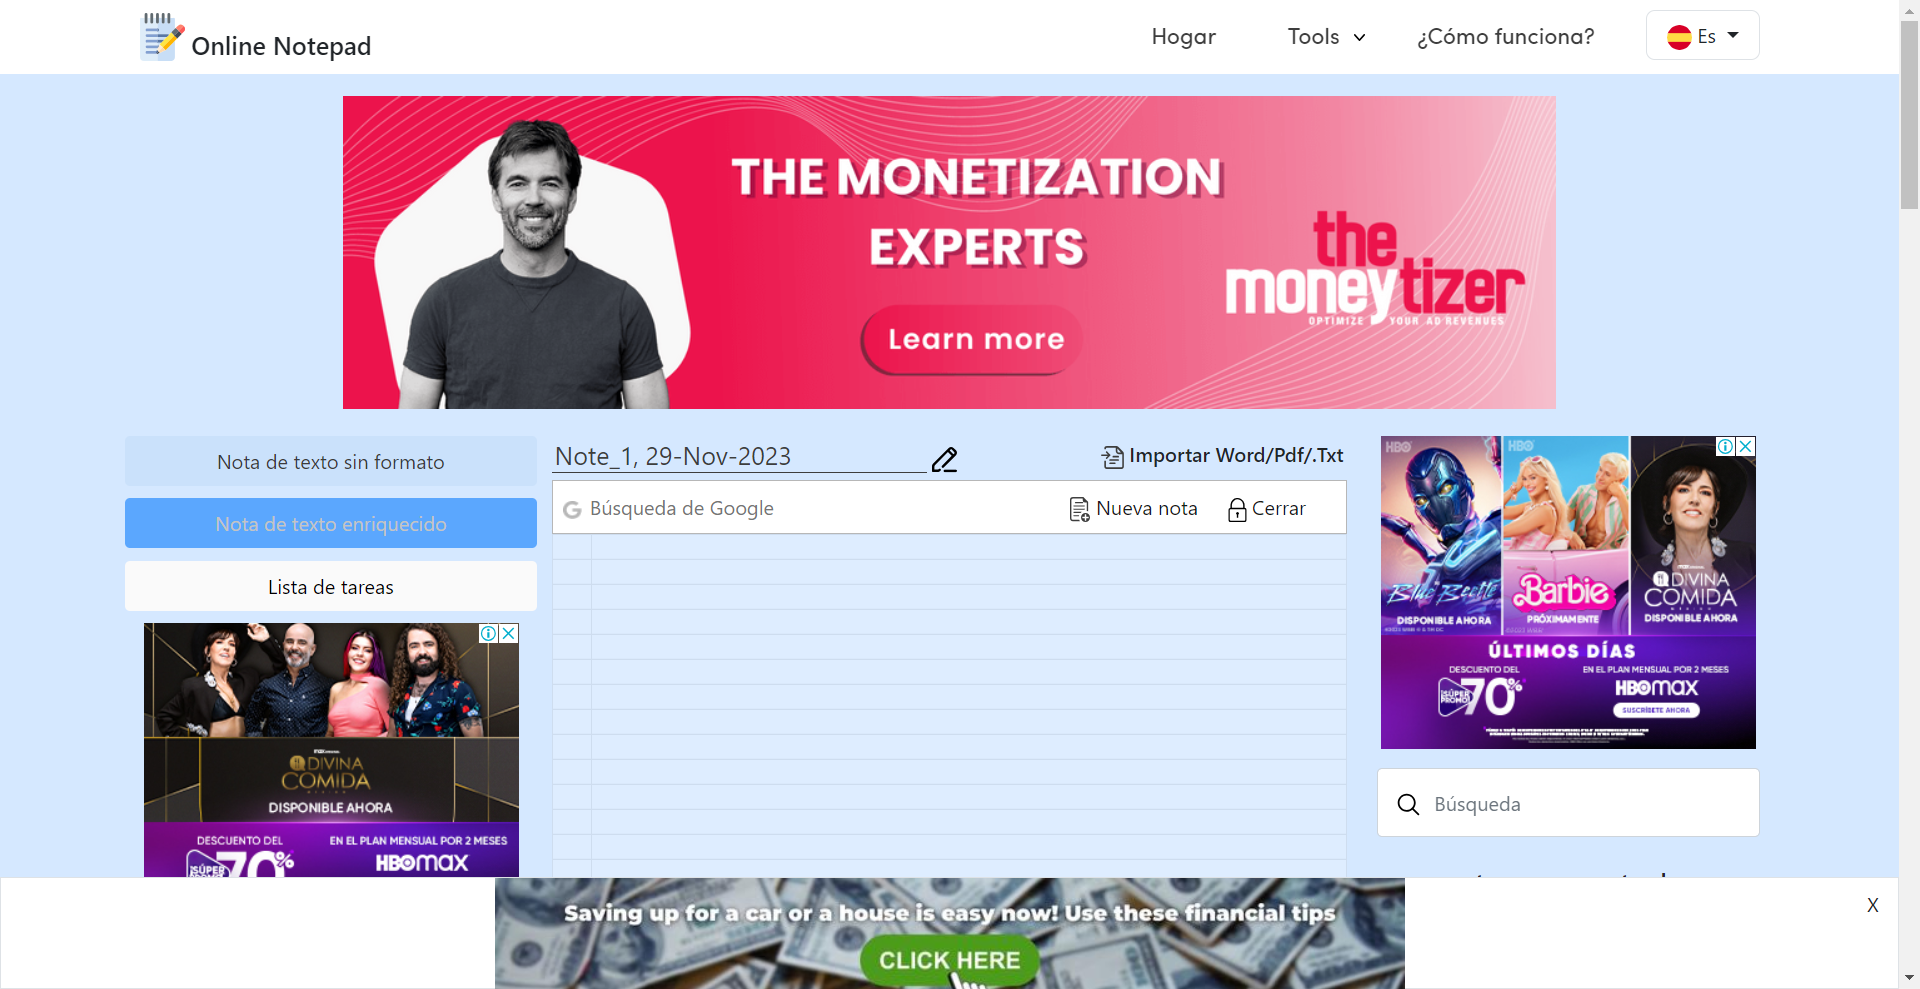 Online Notepad
Hogar
Tools
¿Cómo funciona?
Es
THE MONETIZATION
EXPERTS
Learn more
the
moneytizer
OPTIMIZE YOUR AD REVENUES
Nota de texto sin formato
Nota de texto enriquecido
Lista de tareas
DIVINA
COMIDA
DISPONIBLE AHORA
DESCUENTO DEL
EN EL PLAN MENSUAL POR 2 MESES
¡SÚPER
70%
HBOmax
Note_1, 29-Nov-2023
Importar Word/Pdf/.Txt
Búsqueda de Google
Nueva nota
Cerrar
HBO
HBO
Blue Beetle
DISPONIBLE AHORA
Barbie
PRÓXIMAMENTE
DIVINA
COMIDA
DISPONIBLE AHORA
ÚLTIMOS DÍAS
DESCUENTO DEL
EN EL PLAN MENSUAL POR 2 MESES
¡SÚPER
PROMO!
70%
HBOmax
SUSCRÍBETE AHORA
Búsqueda
Saving up for a car or a house is easy now! Use these financial tips
CLICK HERE
X